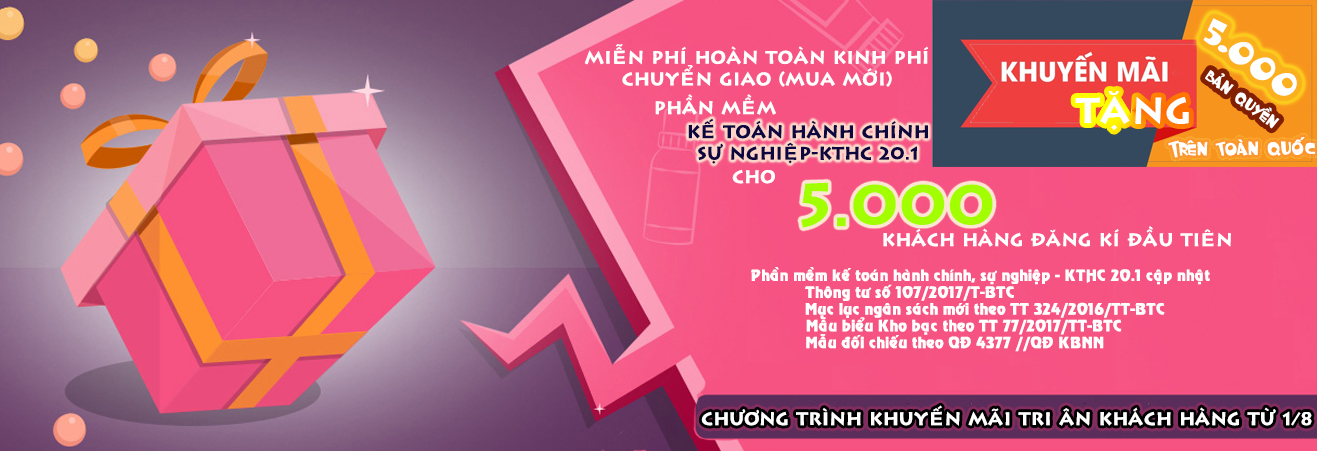 MIỄN PHÍ HOÀN TOÀN KINH PHÍ
CHUYỂN GIAO (MUA MỚI)
PHẦN MỀM
KẾ TOÁN HÀNH CHÍNH
SỰ NGHIỆP-KTHC 20.1
CHO
5.000
KHÁCH HÀNG ĐĂNG KÍ ĐẦU TIÊN
KHUYẾN MÃI
TẶNG
5.000
BẢN QUYỀN
TRÊN TOÀN QUỐC
Phần mềm kế toán hành chính, sự nghiệp - KTHC 20.1 cập nhật
Thông tư số 107/2017/T-BTC
Mục lục ngân sách mới theo TT 324/2016/TT-BTC
Mẫu biểu Kho bạc theo TT 77/2017/TT-BTC
Mẫu đối chiếu theo QĐ 4377 //QĐ KBNN
CHƯƠNG TRÌNH KHUYẾN MÃI TRI ÂN KHÁCH HÀNG TỪ 1/8